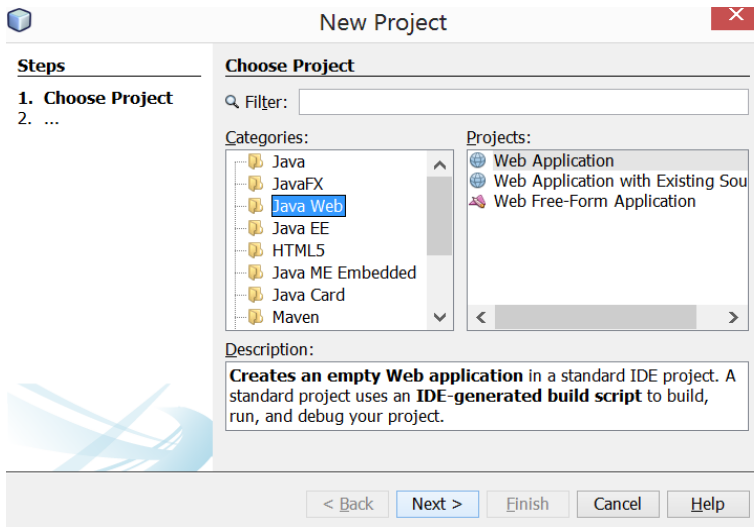 New Project
Steps
1. Choose Project
2. ...
Choose Project
Filter:
Categories:
Java
JavaFX
Java Web
Java EE
HTML5
Java ME Embedded
Java Card
Maven
Projects:
Web Application
Web Application with Existing Sou
Web Free-Form Application
Description:
Creates an empty Web application in a standard IDE project. A
standard project uses an IDE-generated build script to build,
run, and debug your project.
< Back
Next >
Finish
Cancel
Help